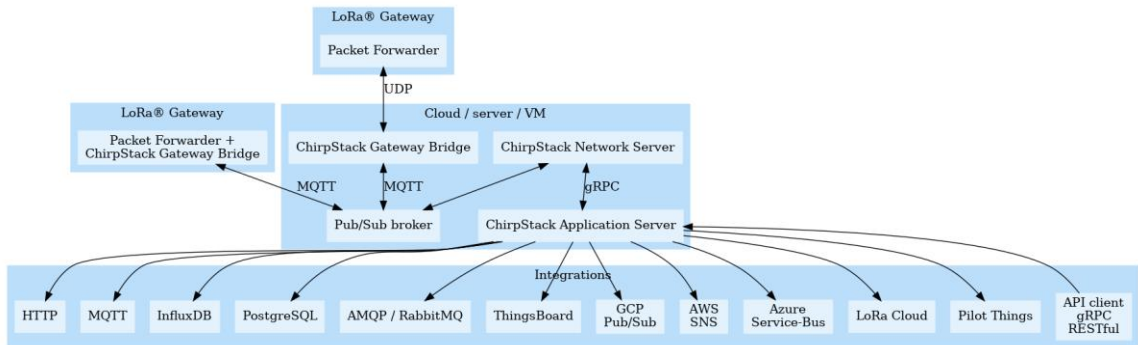 LoRa® Gateway
Packet Forwarder
UDP
LoRa® Gateway
Packet Forwarder +
ChirpStack Gateway Bridge
Cloud / server / VM
ChirpStack Gateway Bridge
ChirpStack Network Server
MQTT
MQTT
gRPC
Pub/Sub broker
ChirpStack Application Server
Integrations
HTTP
MQTT
InfluxDB
PostgreSQL
AMQP / RabbitMQ
ThingsBoard
GCP
Pub/Sub
AWS
SNS
Azure
Service-Bus
LoRa Cloud
Pilot Things
API client
gRPC
RESTful